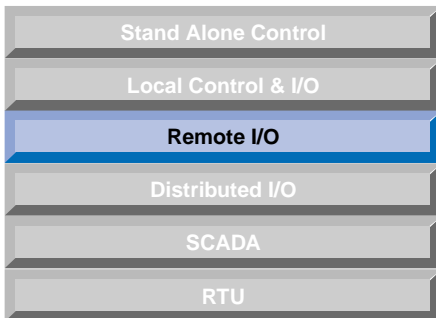 Stand Alone Control
Local Control & I/O
Remote I/O
Distributed I/O
SCADA
RTU